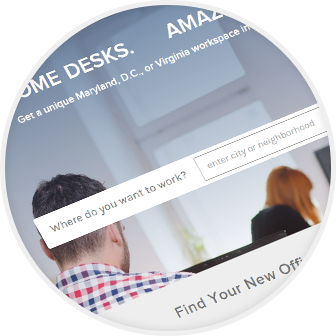 OME DESKS. AMAZ
Get a unique Maryland, D.C., or Virginia workspace in
Where do you want to work? enter city or neighborhood
Find Your New Offi